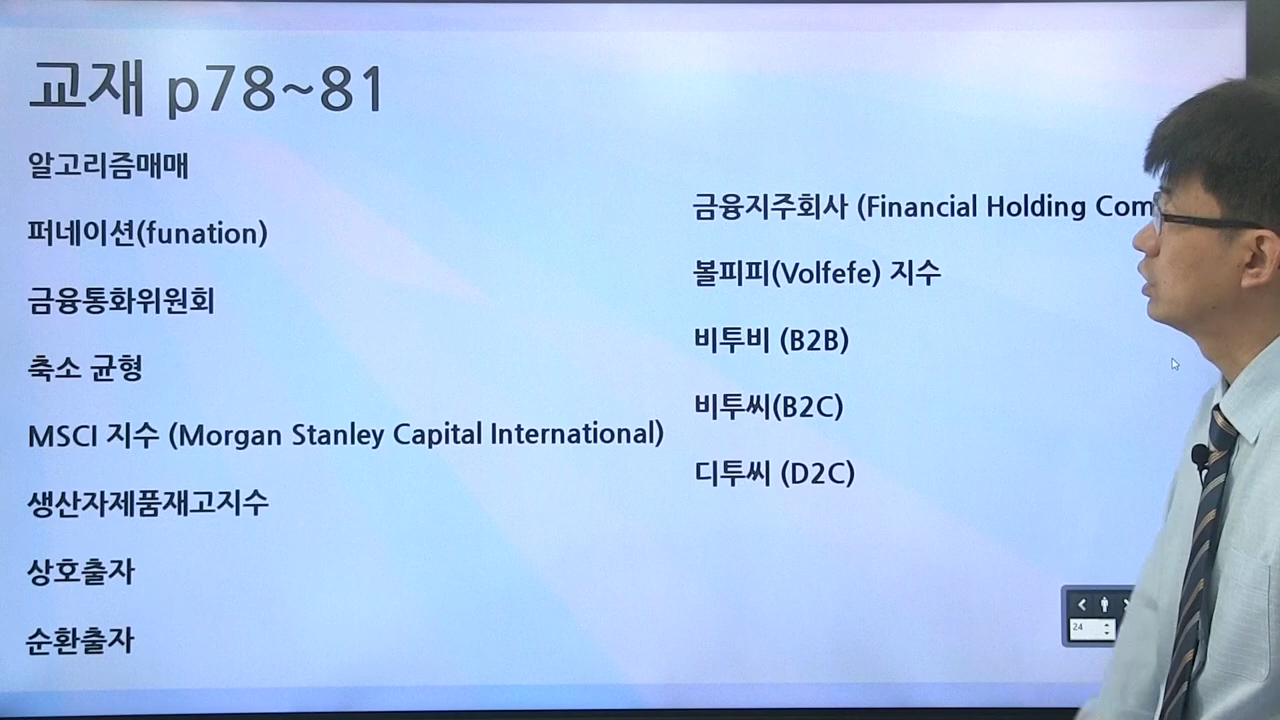 교재 p78~81
알고리즘매매
퍼네이션(funation)
금융통화위원회
축소 균형
MSCI 지수 (Morgan Stanley Capital International)
생산자제품재고지수
상호출자
순환출자
금융지주회사 (Financial Holding Com
볼피피(Volfefe) 지수
비투비 (B2B)
비투씨(B2C)
디투씨 (D2C)
24